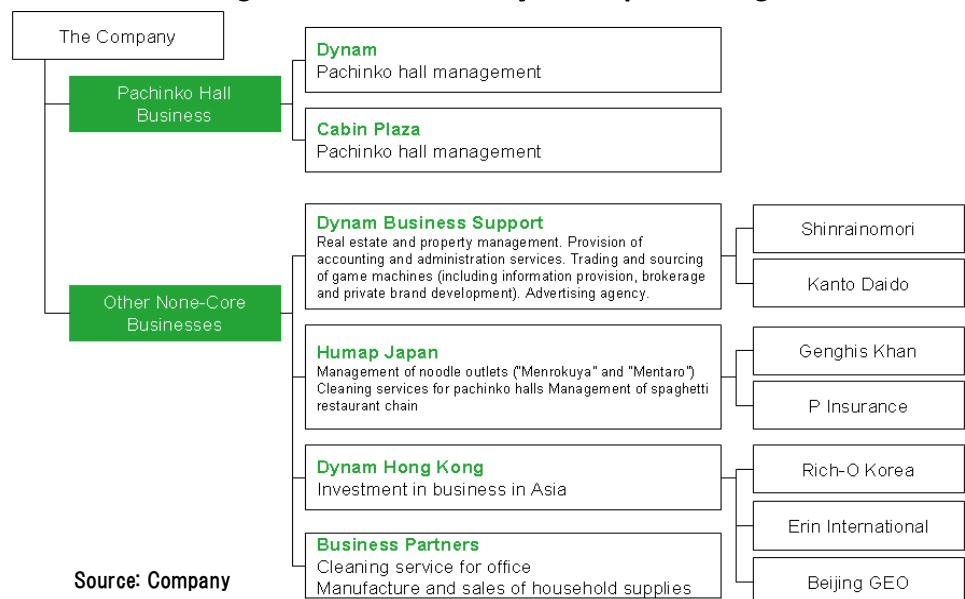 The Company
Pachinko Hall
Business
Dynam
Pachinko hall management
Cabin Plaza
Pachinko hall management
Other None-Core
Businesses
Dynam Business Support
Real estate and property management. Provision of
accounting and administration services. Trading and sourcing
of game machines (including information provision, brokerage
and private brand development). Advertising agency.
Shinrainomori
Kanto Daido
Humap Japan
Management of noodle outlets ("Menrokuya" and "Mentaro")
Cleaning services for pachinko halls Management of spaghetti
restaurant chain
Genghis Khan
P Insurance
Dynam Hong Kong
Investment in business in Asia
Rich-O Korea
Erin International
Beijing GEO
Business Partners
Cleaning service for office
Manufacture and sales of household supplies
Source: Company